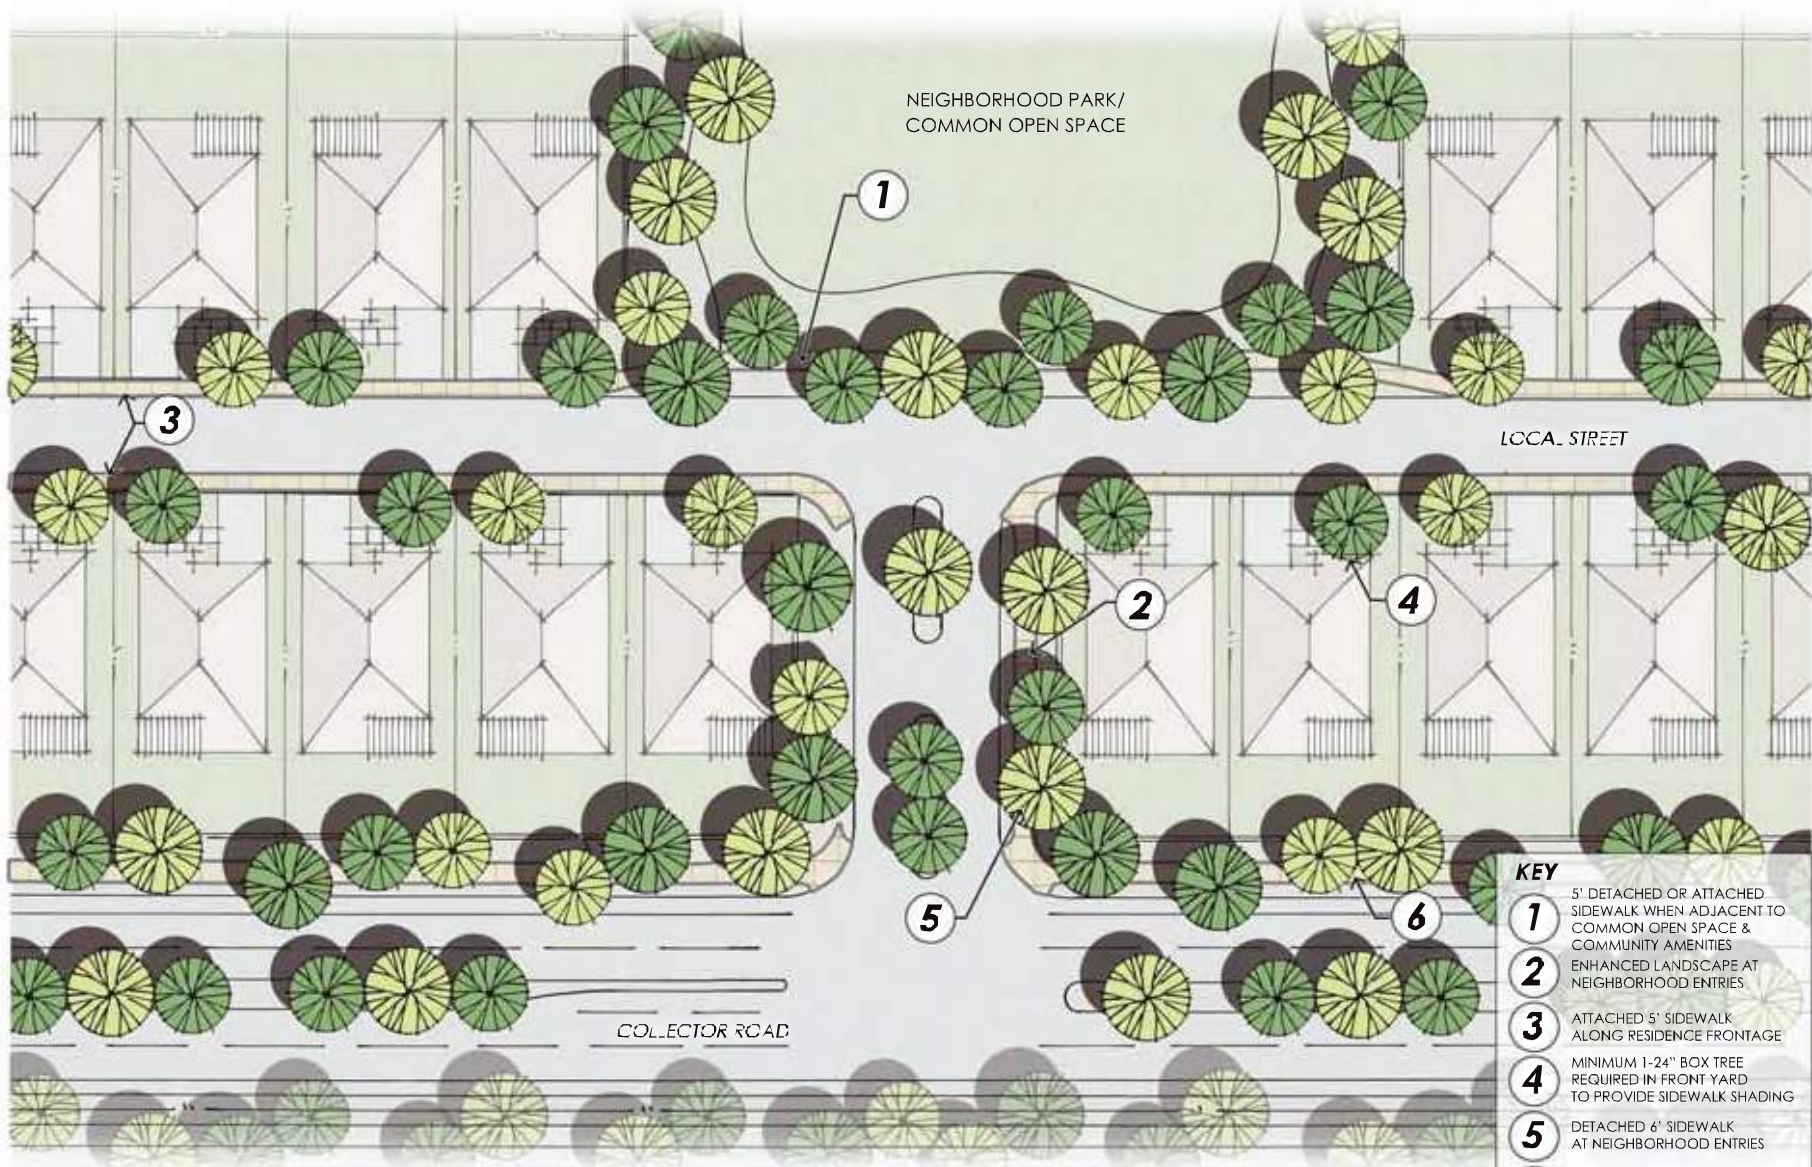 NEIGHBORHOOD PARK/
COMMON OPEN SPACE
1
3
LOCAL STREET
2
4
5
6
COLLECTOR ROAD
KEY
1 5' DETACHED OR ATTACHED
SIDEWALK WHEN ADJACENT TO
COMMON OPEN SPACE &
COMMUNITY AMENITIES
2 ENHANCED LANDSCAPE AT
NEIGHBORHOOD ENTRIES
3 ATTACHED 5' SIDEWALK
ALONG RESIDENCE FRONTAGE
4 MINIMUM 1-24" BOX TREE
REQUIRED IN FRONT YARD
TO PROVIDE SIDEWALK SHADING
5 DETACHED 6' SIDEWALK
AT NEIGHBORHOOD ENTRIES